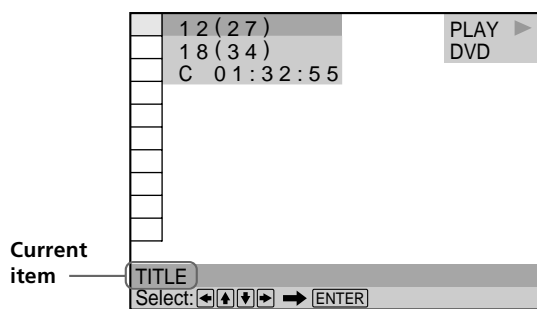 12(27)
PLAY ▶
18(34)
DVD
C 01:32:55
Current
item
TITLE
Select: ←↑↓→ ➡ ENTER